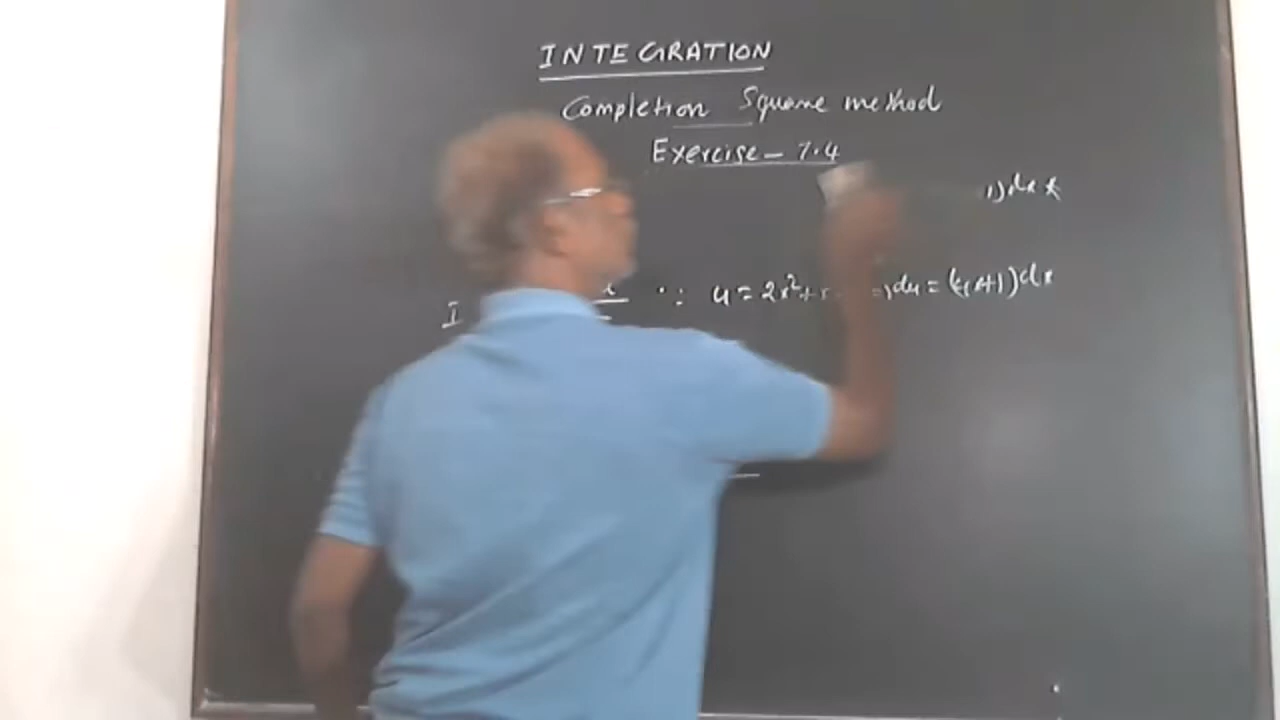 INTEGRATION
Completion Square method
Exercise - 7.4
1) dx
I ∵ u = 2x²+ du = (4x+1)dx